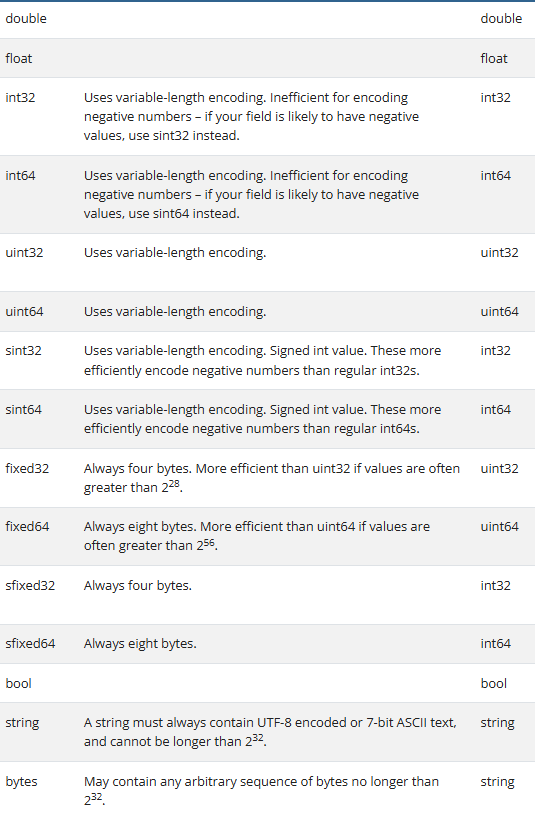 double double
float float
int32 Uses variable-length encoding. Inefficient for encoding int32
negative numbers – if your field is likely to have negative
values, use sint32 instead.
int64 Uses variable-length encoding. Inefficient for encoding int64
negative numbers – if your field is likely to have negative
values, use sint64 instead.
uint32 Uses variable-length encoding. uint32
uint64 Uses variable-length encoding. uint64
sint32 Uses variable-length encoding. Signed int value. These more int32
efficiently encode negative numbers than regular int32s.
sint64 Uses variable-length encoding. Signed int value. These more int64
efficiently encode negative numbers than regular int64s.
fixed32 Always four bytes. More efficient than uint32 if values are often uint32
greater than 2²⁸.
fixed64 Always eight bytes. More efficient than uint64 if values are uint64
often greater than 2⁵⁶.
sfixed32 Always four bytes. int32
sfixed64 Always eight bytes. int64
bool bool
string A string must always contain UTF-8 encoded or 7-bit ASCII text, string
and cannot be longer than 2³².
bytes May contain any arbitrary sequence of bytes no longer than string
2³².